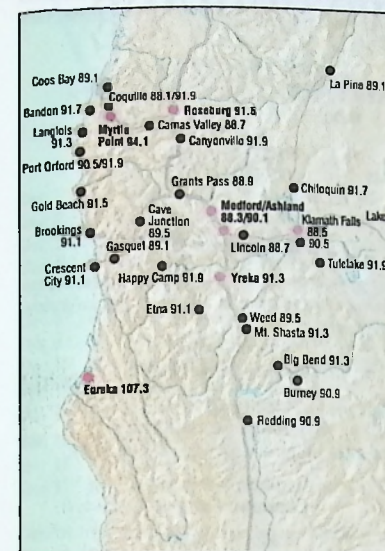 Coos Bay 89.1
La Pine 89.1
Coquille 88.1/91.9
Bandon 91.7
Roseburg 91.5
Myrtle
Point 94.1
Camas Valley 88.7
Langlois
91.3
Canyonville 91.9
Port Orford 90.5/91.9
Grants Pass 88.9
Chiloquin 91.7
Gold Beach 91.5
Cave
Junction
89.5
Medford/Ashland
88.3/90.1
Klamath Falls
88.5
90.5
Lake
Brookings
91.1
Gasquet 89.1
Lincoln 88.7
Crescent
City 91.1
Happy Camp 91.9
Tulelake 91.9
Yreka 91.3
Etna 91.1
Weed 89.5
Mt. Shasta 91.3
Big Bend 91.3
Eureka 107.3
Burney 90.9
Redding 90.9